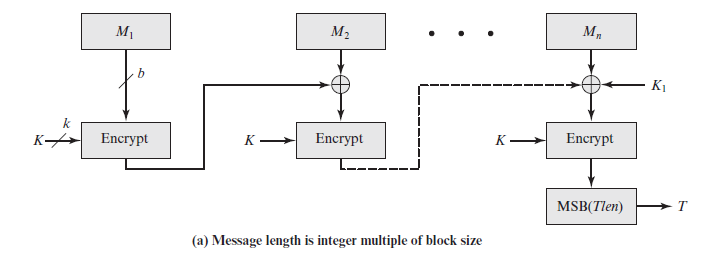 M1
M2
Mn
b
K1
k
K
Encrypt
K
Encrypt
K
Encrypt
MSB(Tlen)
T
(a) Message length is integer multiple of block size